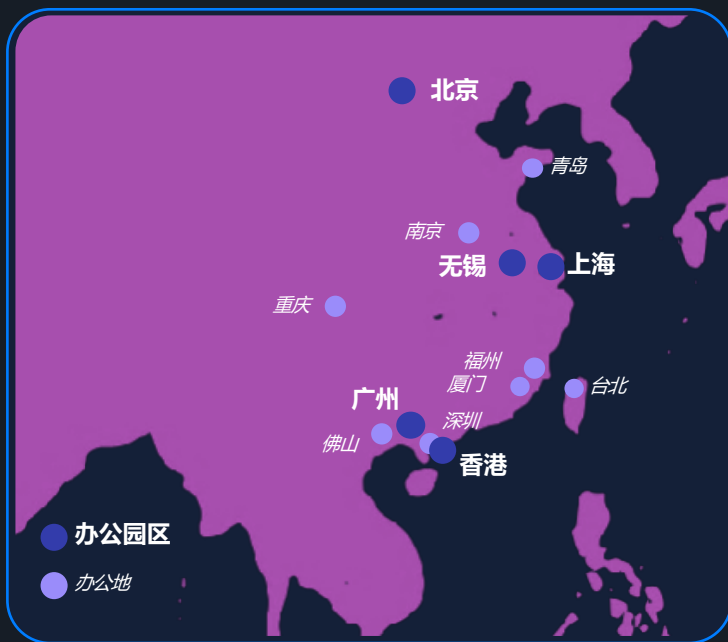 北京
青岛
南京
无锡
上海
重庆
福州
厦门
台北
广州
深圳
佛山
香港
办公园区
办公地